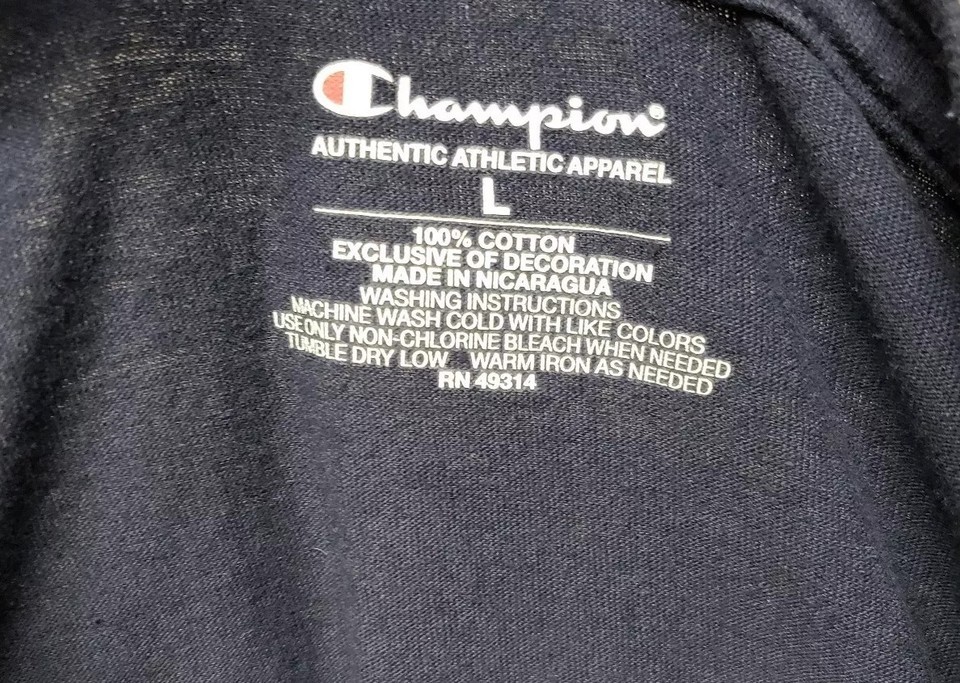 Champion
AUTHENTIC ATHLETIC APPAREL
L
100% COTTON
EXCLUSIVE OF DECORATION
MADE IN NICARAGUA
WASHING INSTRUCTIONS
MACHINE WASH COLD WITH LIKE COLORS
USE ONLY NON-CHLORINE BLEACH WHEN NEEDED
TUMBLE DRY LOW WARM IRON AS NEEDED
RN 49314